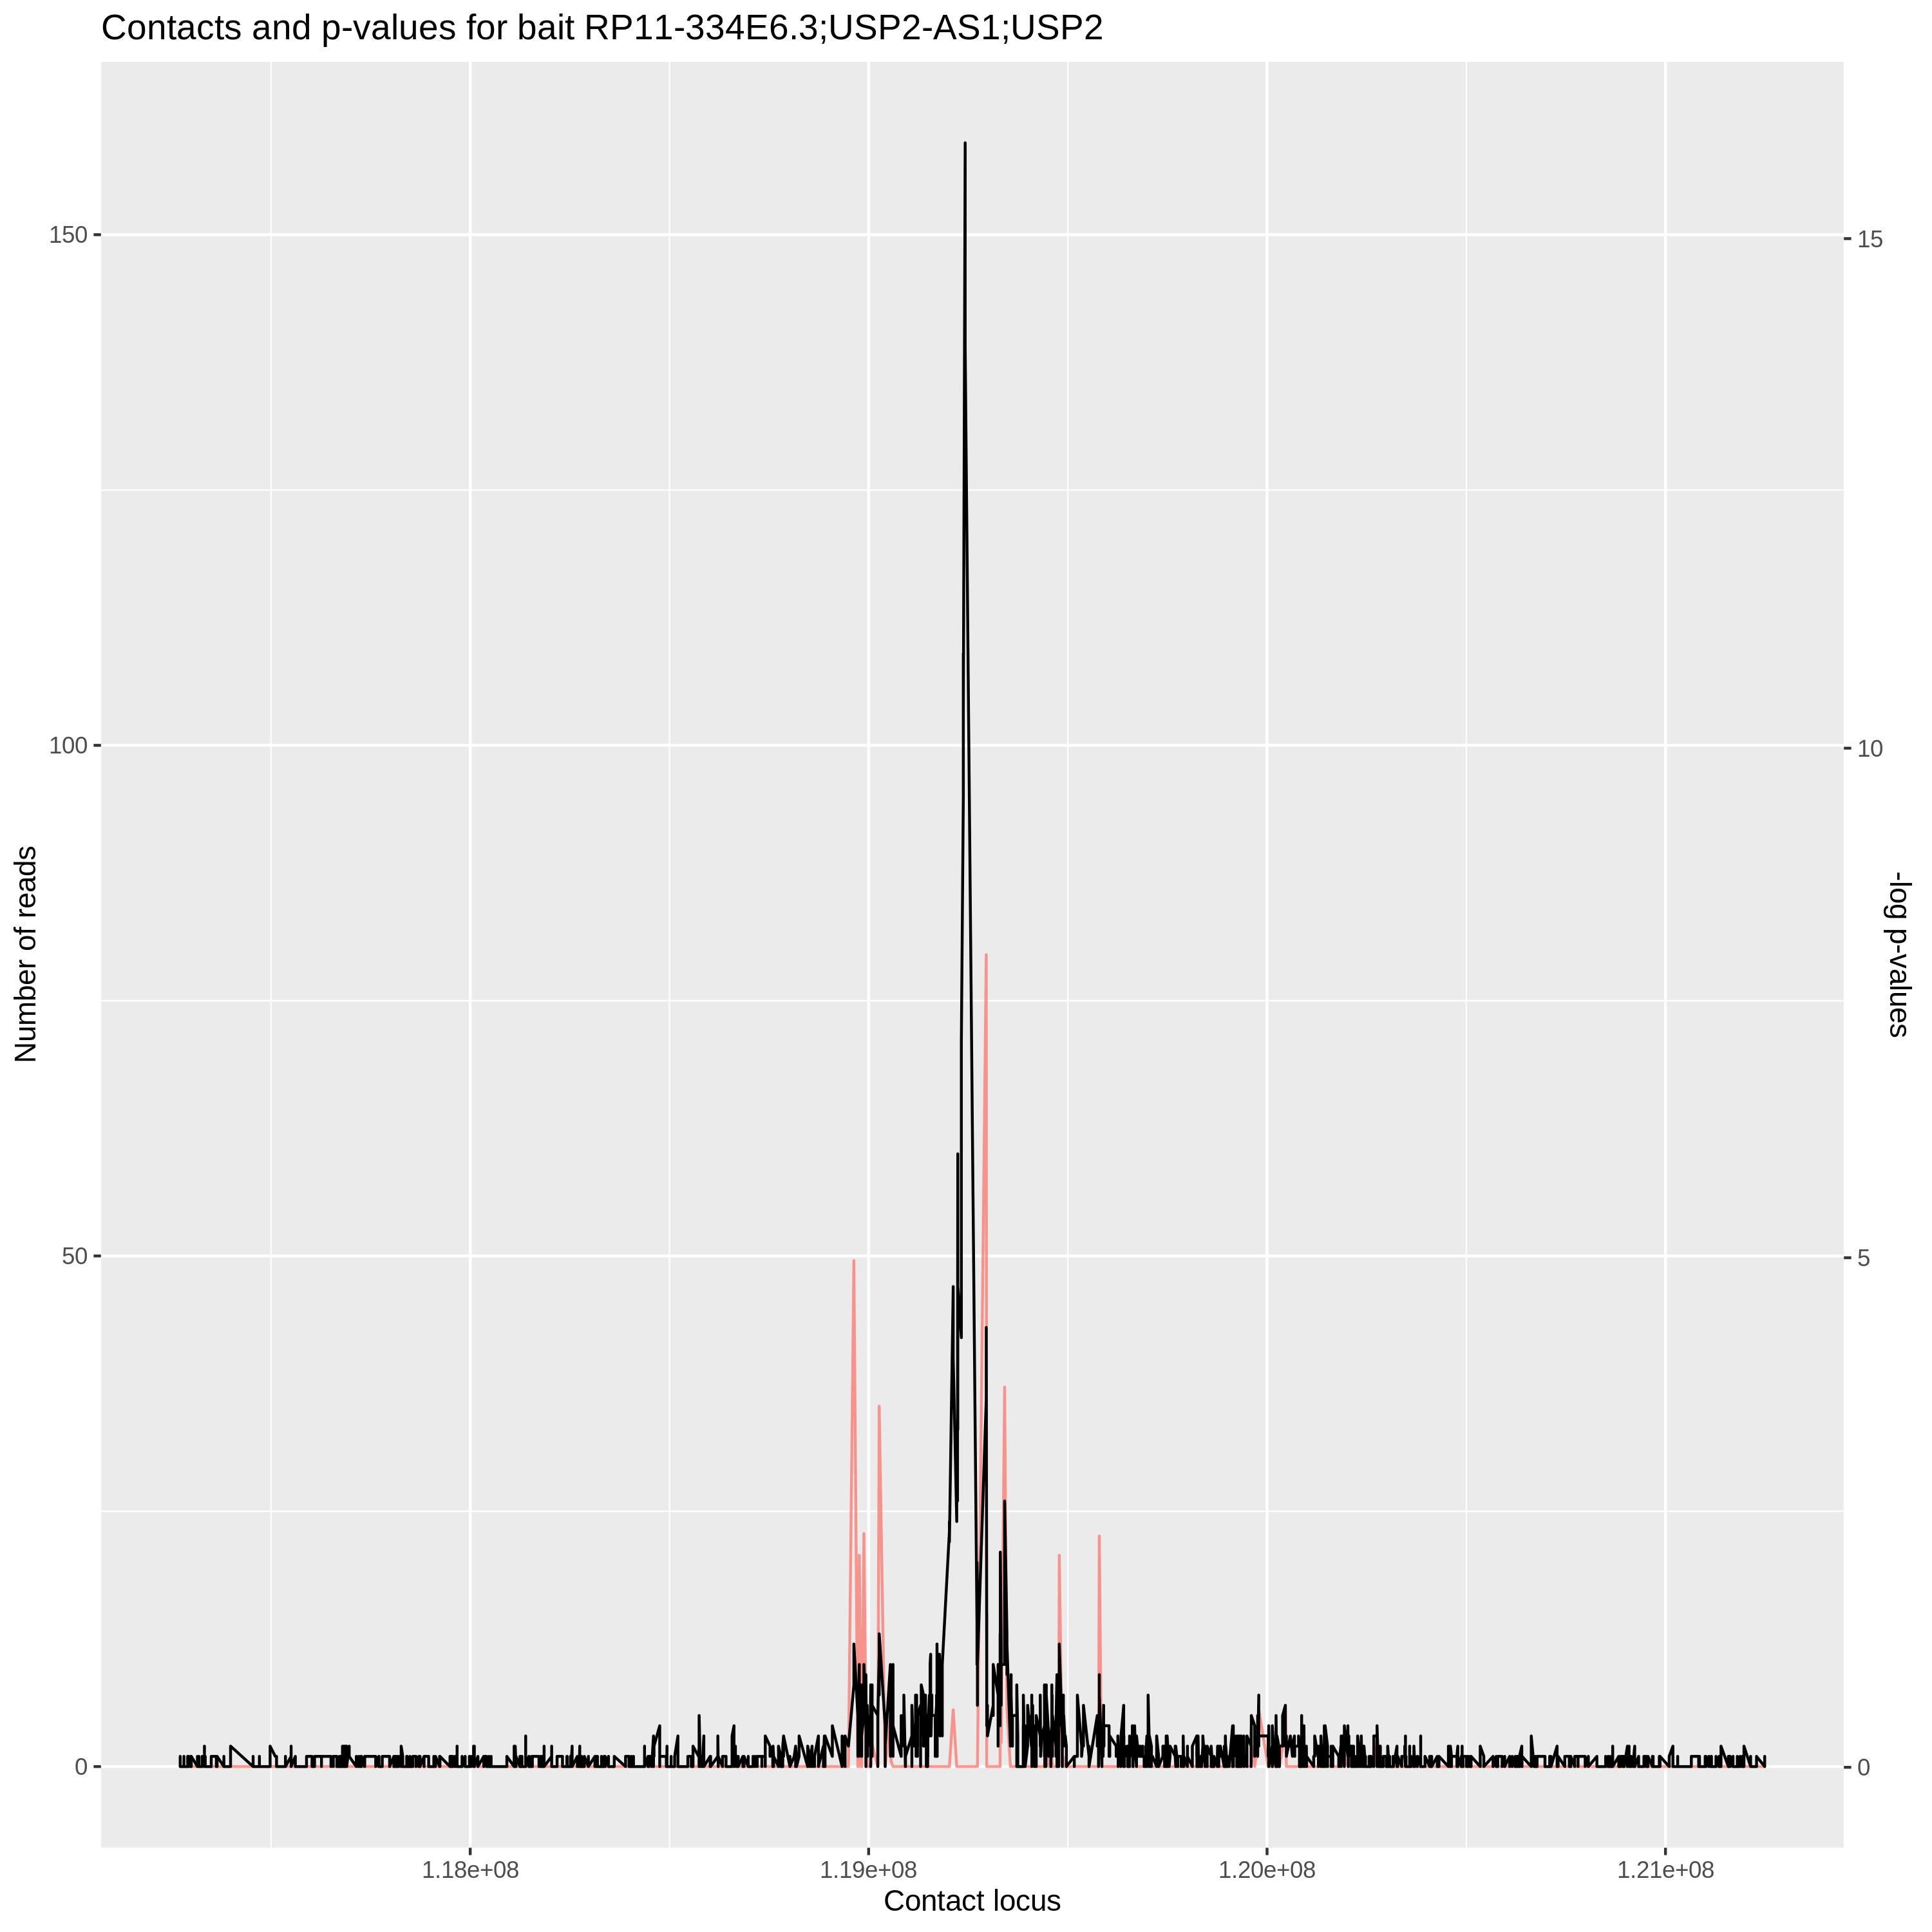 Contacts and p-values for bait RP11-334E6.3;USP2-AS1;USP2
150
100
50
0
Number of reads
15
10
5
0
-log p-values
1.18e+08
1.19e+08
1.20e+08
1.21e+08
Contact locus